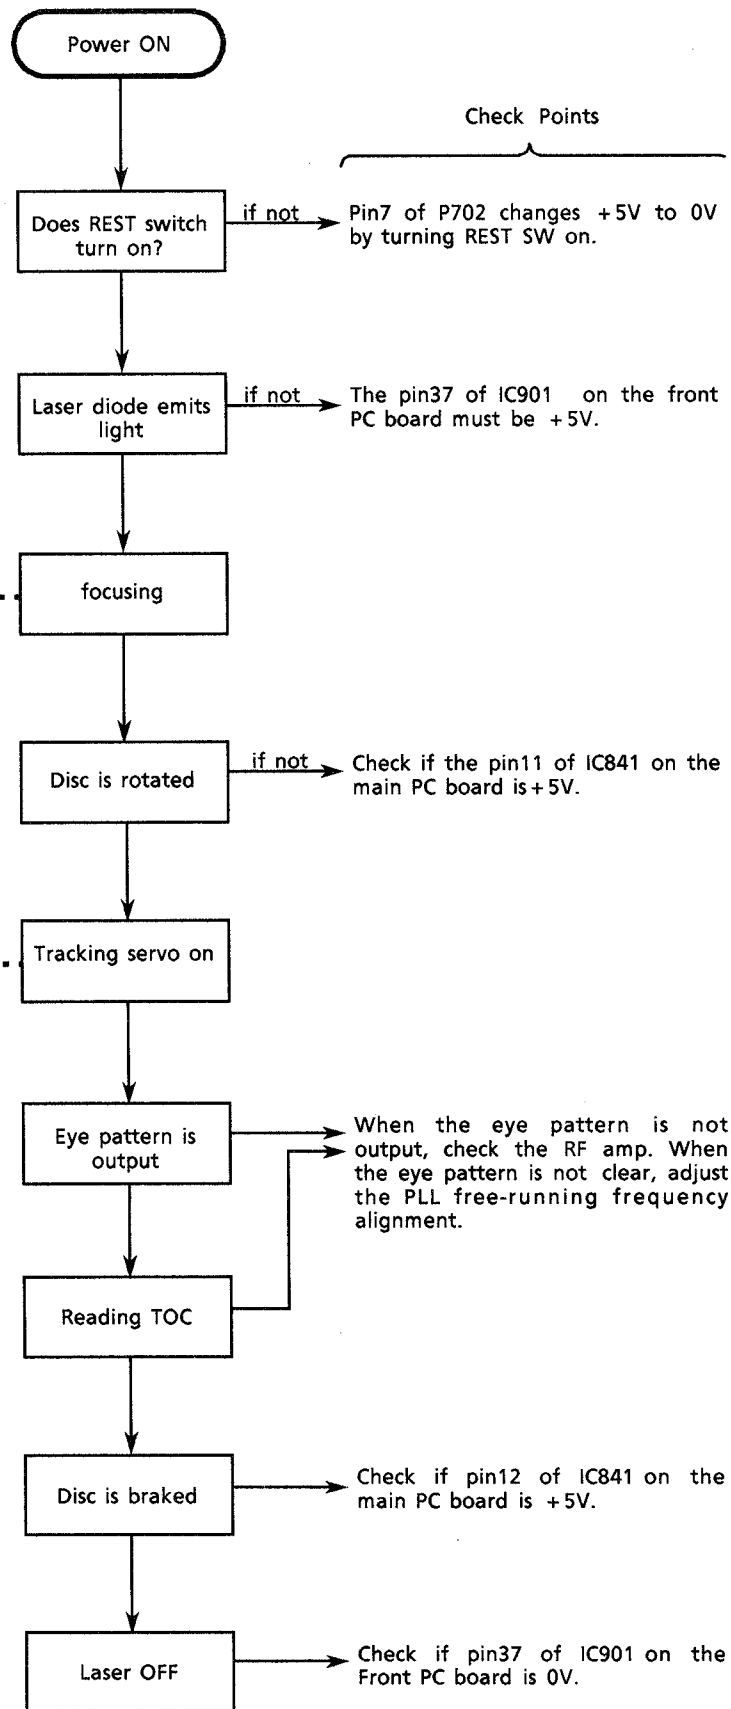 Power ON
Check Points
Does REST switch
turn on?
if not
Pin7 of P702 changes +5V to 0V
by turning REST SW on.
Laser diode emits
light
if not
The pin37 of IC901 on the front
PC board must be +5V.
focusing
Disc is rotated
if not
Check if the pin11 of IC841 on the
main PC board is+5V.
Tracking servo on
Eye pattern is
output
When the eye pattern is not
output, check the RF amp. When
the eye pattern is not clear, adjust
the PLL free-running frequency
alignment.
Reading TOC
Disc is braked
Check if pin12 of IC841 on the
main PC board is +5V.
Laser OFF
Check if pin37 of IC901 on the
Front PC board is 0V.